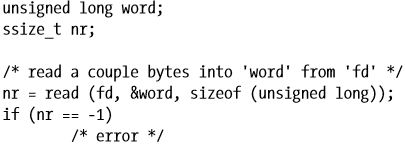 unsigned long word;
ssize_t nr;
/* read a couple bytes into 'word' from 'fd' */
nr = read (fd, &word, sizeof (unsigned long));
if (nr == -1)
        /* error */